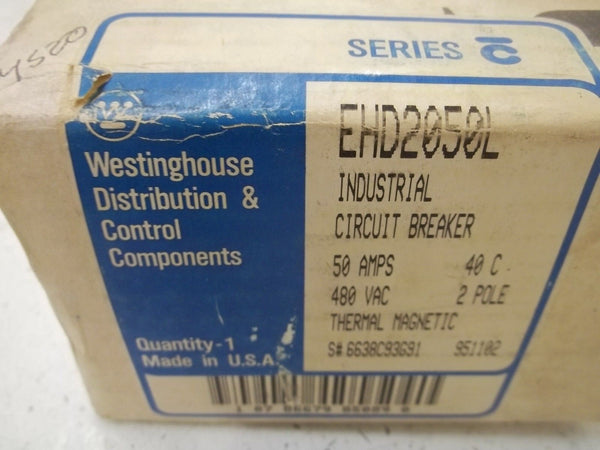 4520
SERIES C
W
EHD2050L
Westinghouse
Distribution &
Control
Components
INDUSTRIAL
CIRCUIT BREAKER
50 AMPS 40 C
480 VAC 2 POLE
THERMAL MAGNETIC
S# 6638C93G91 951102
Quantity-1
Made in U.S.A.